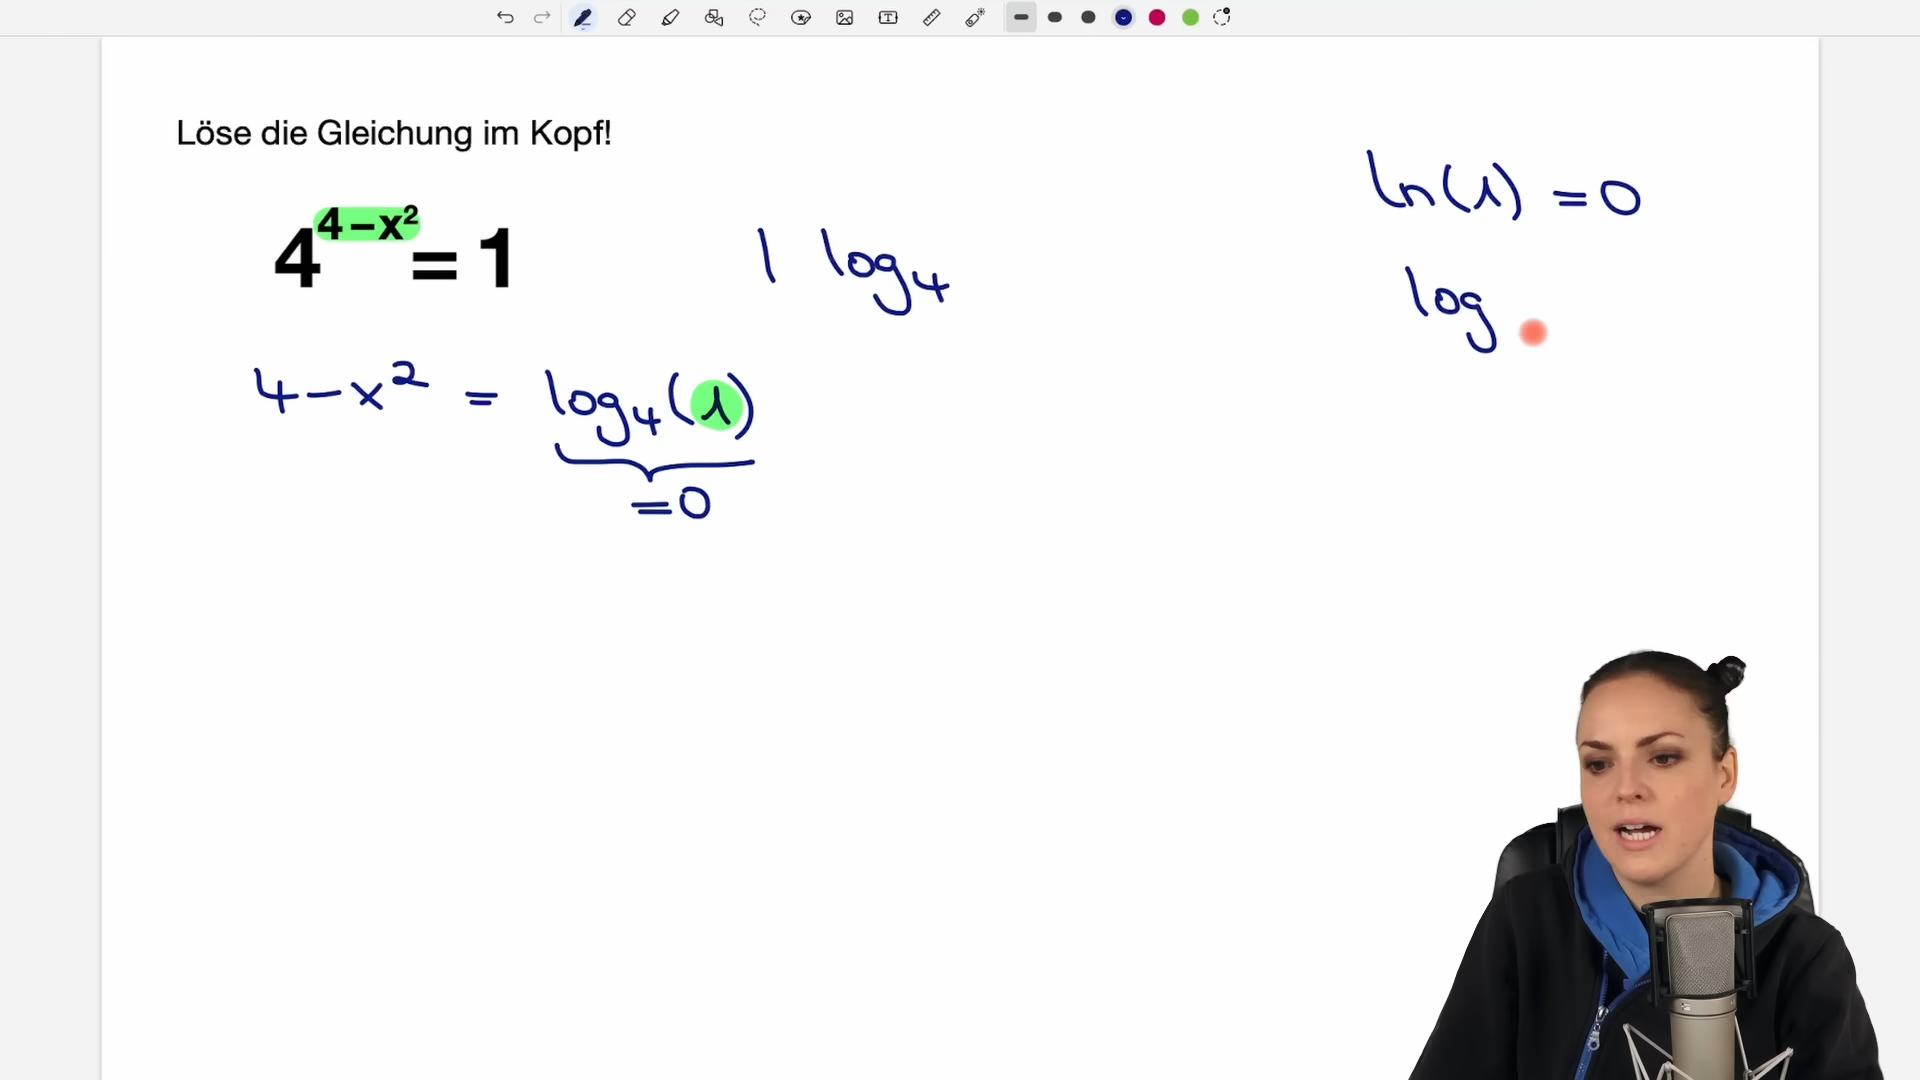 Löse die Gleichung im Kopf!
4^{4-x²} = 1 | log₄
4-x² = log₄(1)
=0
ln(1) = 0
log